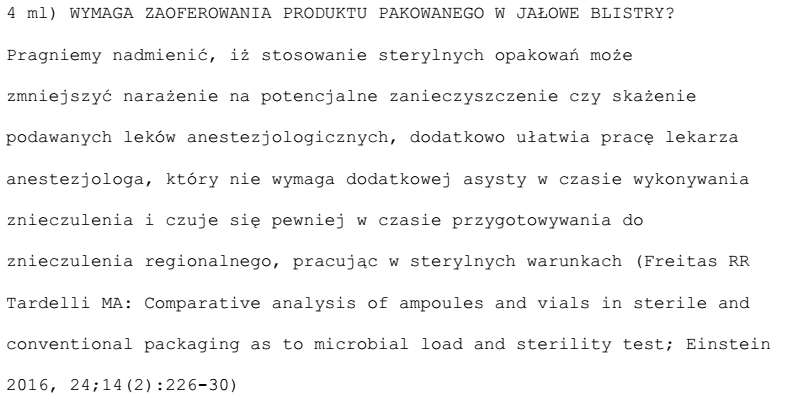 4 ml) WYMAGA ZAOFEROWANIA PRODUKTU PAKOWANEGO W JAŁOWE BLISTRY?
Pragniemy nadmienić, iż stosowanie sterylnych opakowań może
zmniejszyć narażenie na potencjalne zanieczyszczenie czy skażenie
podawanych leków anestezjologicznych, dodatkowo ułatwia pracę lekarza
anestezjologa, który nie wymaga dodatkowej asysty w czasie wykonywania
znieczulenia i czuje się pewniej w czasie przygotowywania do
znieczulenia regionalnego, pracując w sterylnych warunkach (Freitas RR
Tardelli MA: Comparative analysis of ampoules and vials in sterile and
conventional packaging as to microbial load and sterility test; Einstein
2016, 24;14(2):226-30)